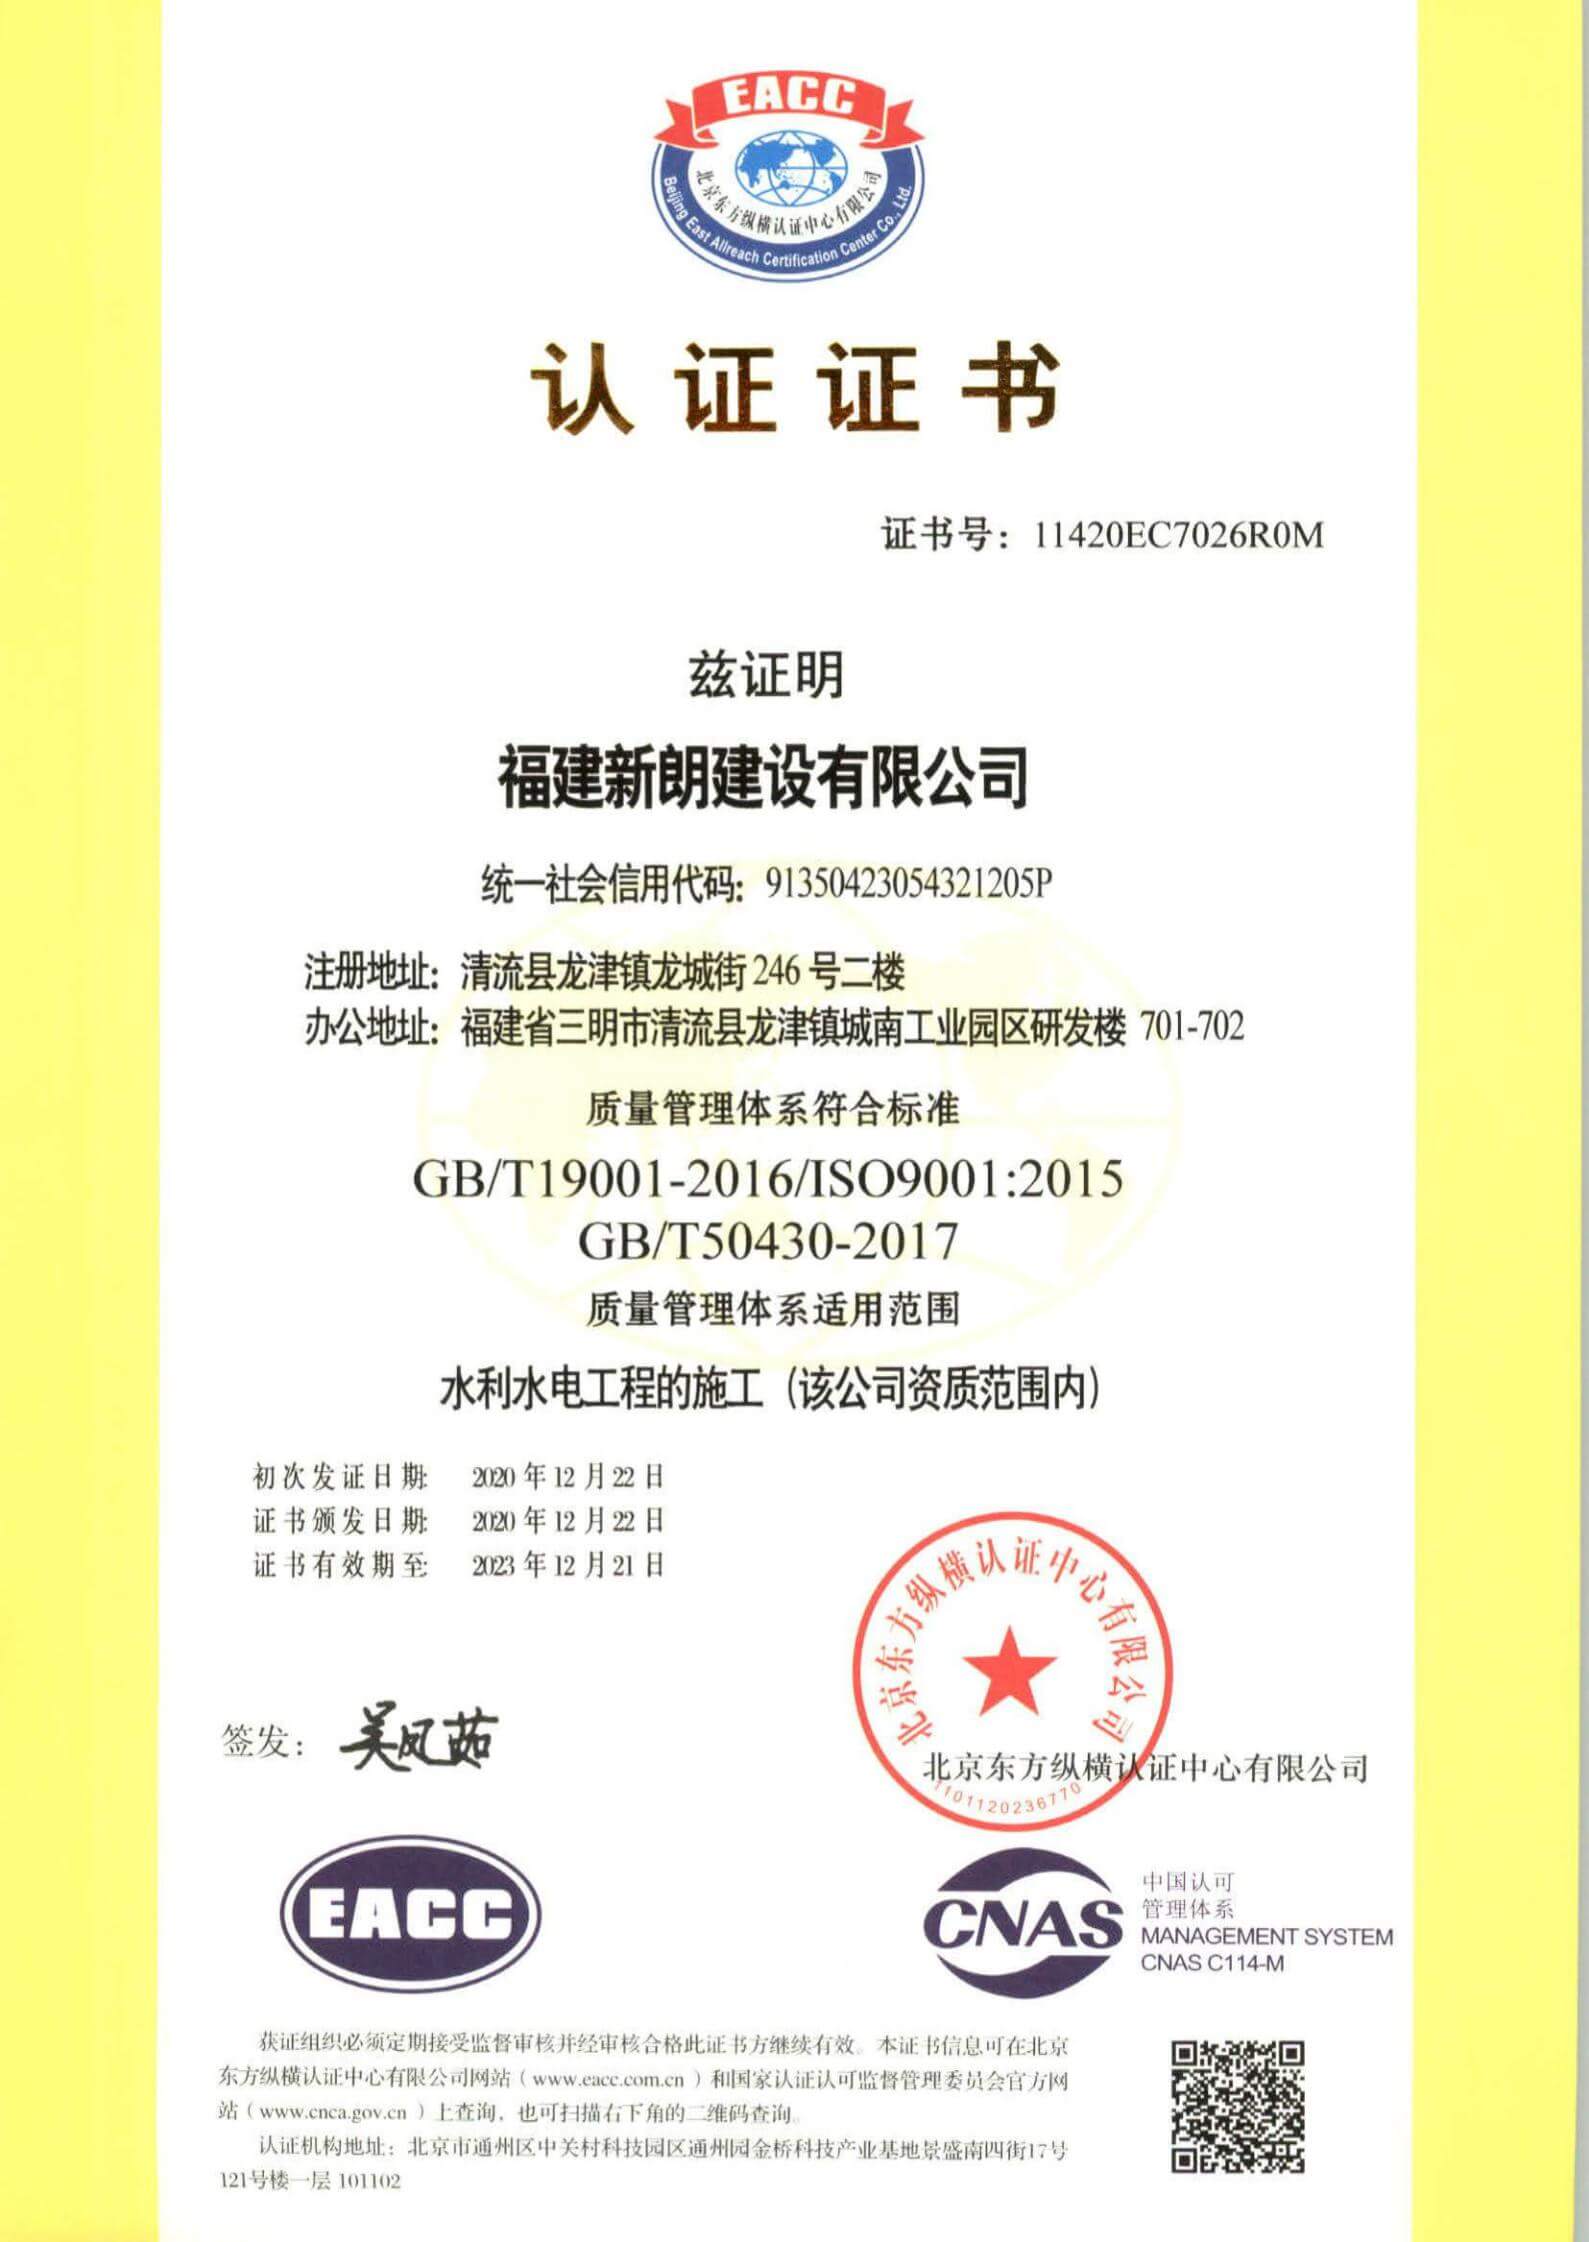 EACC
北京东方纵横认证中心有限公司
Beijing East Allreach Certification Center Co., Ltd.
认证证书
证书号：11420EC7026R0M
兹证明
福建新朗建设有限公司
统一社会信用代码：91350423054321205P
注册地址：清流县龙津镇龙城街246号二楼
办公地址：福建省三明市清流县龙津镇城南工业园区研发楼 701-702
质量管理体系符合标准
GB/T19001-2016/ISO9001:2015
GB/T50430-2017
质量管理体系适用范围
水利水电工程的施工（该公司资质范围内）
初次发证日期: 2020年12月22日
证书颁发日期: 2020年12月22日
证书有效期至: 2023年12月21日
北京东方纵横认证中心有限公司
签发：吴凤茹
北京东方纵横认证中心有限公司
1101120236770
EACC
CNAS
中国认可
管理体系
MANAGEMENT SYSTEM
CNAS C114-M
获证组织必须定期接受监督审核并经审核合格此证书方继续有效。本证书信息可在北京
东方纵横认证中心有限公司网站（www.eacc.com.cn）和国家认证认可监督管理委员会官方网
站（www.cnca.gov.cn）上查询，也可扫描右下角的二维码查询。
认证机构地址：北京市通州区中关村科技园区通州园金桥科技产业基地景盛南四街17号
121号楼一层 101102